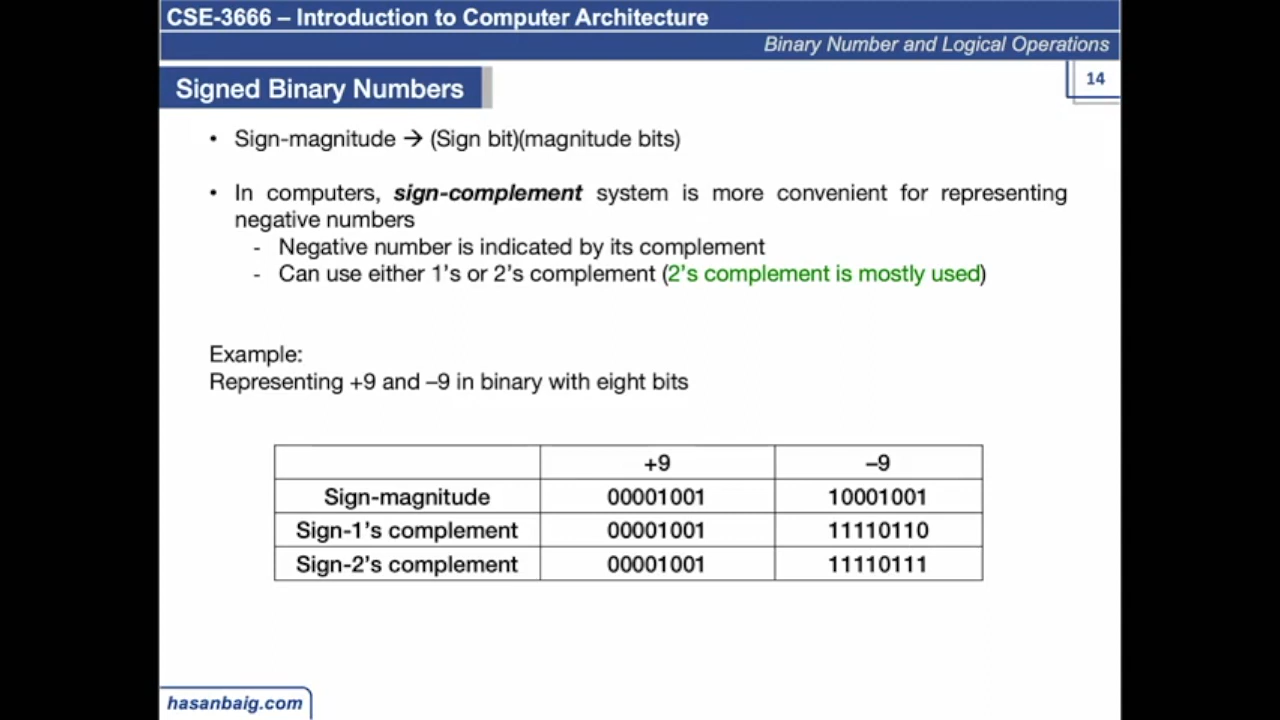 CSE-3666 – Introduction to Computer Architecture
Binary Number and Logical Operations
Signed Binary Numbers
14
• Sign-magnitude → (Sign bit)(magnitude bits)
• In computers, sign-complement system is more convenient for representing
negative numbers
- Negative number is indicated by its complement
- Can use either 1's or 2's complement (2's complement is mostly used)
Example:
Representing +9 and –9 in binary with eight bits
+9 –9
Sign-magnitude 00001001 10001001
Sign-1's complement 00001001 11110110
Sign-2's complement 00001001 11110111
hasanbaig.com